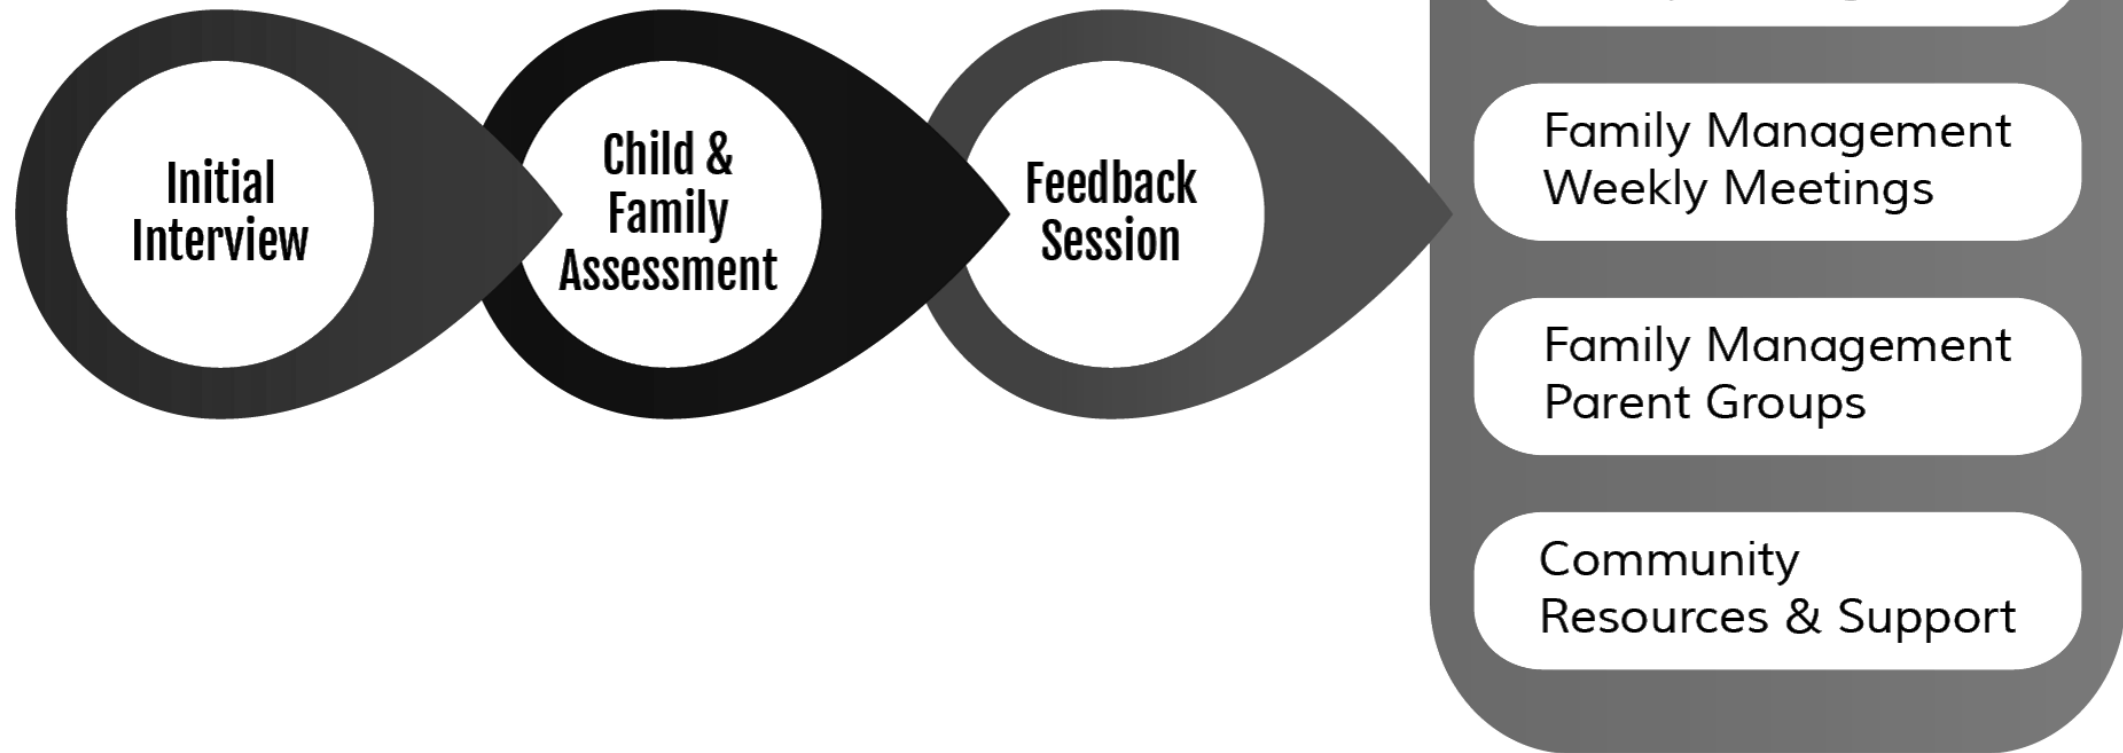 Initial
Interview
Child &
Family
Assessment
Feedback
Session
Family Management
Weekly Meetings
Family Management
Parent Groups
Community
Resources & Support